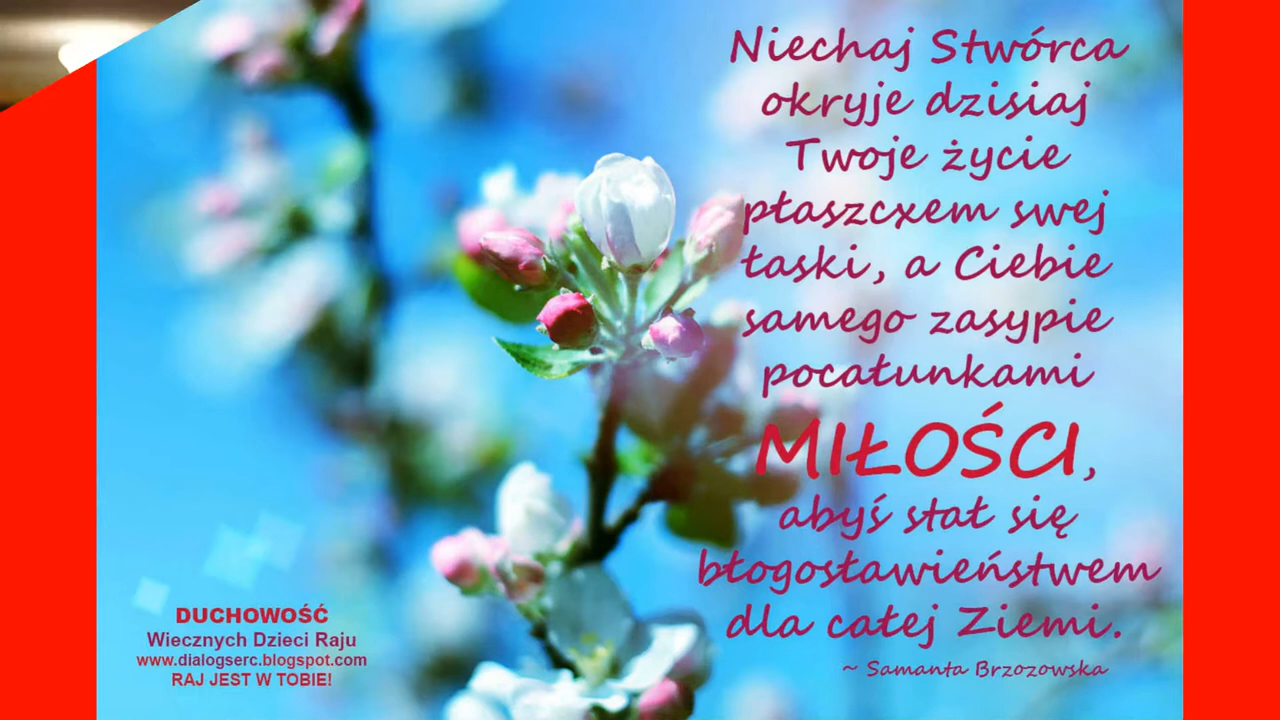 Niechaj Stwórca
okryje dzisiaj
Twoje życie
płaszcxem swej
łaski, a Ciebie
samego zasypie
pocałunkami
MIŁOŚCI,
abyś stał się
błogosławieństwem
dla całej Ziemi.
~ Samanta Brzozowska
DUCHOWOŚĆ
Wiecznych Dzieci Raju
www.dialogserc.blogspot.com
RAJ JEST W TOBIE!